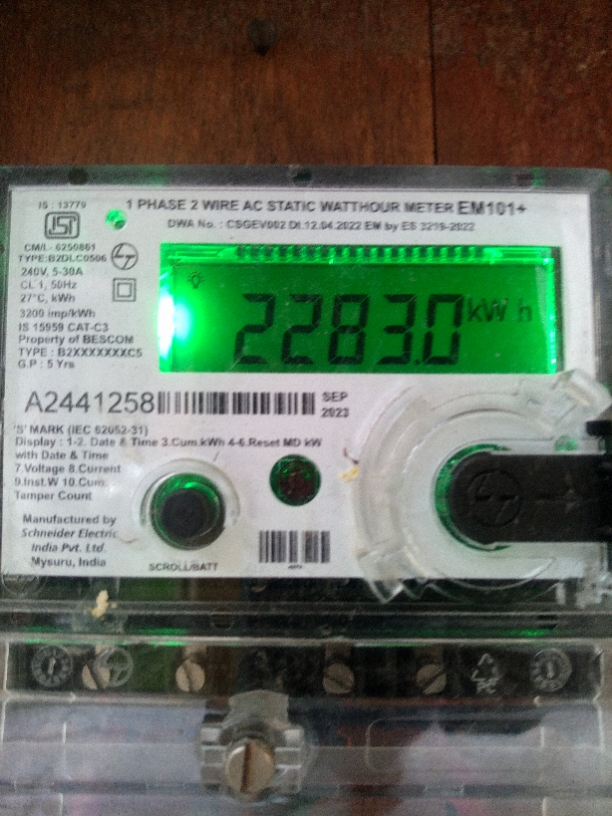 IS : 13779
1 PHASE 2 WIRE AC STATIC WATTHOUR METER EM101+
DWA No. : CSGEV002 Dt.12.04.2022 EM by ES 3219-2022
ISI
CM/L- 6250861
TYPE:B2DLC0506
240V, 5-30A
CL 1, 50Hz
27°C, kWh
3200 imp/kWh
IS 15959 CAT-C3
Property of BESCOM
TYPE : B2XXXXXXXC5
G.P : 5 Yrs
2283.0 kWh
A2441258
SEP
2023
'S' MARK (IEC 62052-31)
Display : 1-2. Date & Time 3.Cum.kWh 4-6.Reset MD kW
with Date & Time
7.Voltage 8.Current
9.Inst.W 10.Cum.
Tamper Count
Manufactured by
Schneider Electric
India Pvt. Ltd.
Mysuru, India
SCROLL/BATT
PC